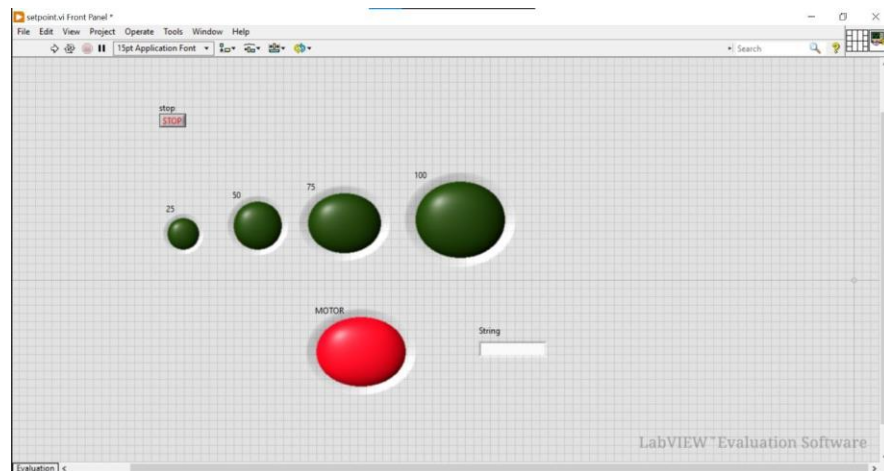 setpoint.vi Front Panel *
File Edit View Project Operate Tools Window Help
15pt Application Font
Search
stop
STOP
100
75
50
25
MOTOR
String
LabVIEW™ Evaluation Software
Evaluation